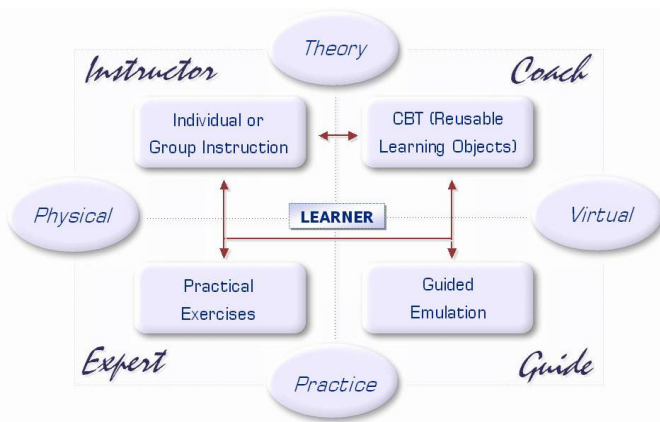 Theory
Instructor
Coach
Individual or
Group Instruction
CBT (Reusable
Learning Objects)
Physical
LEARNER
Virtual
Practical
Exercises
Guided
Emulation
Expert
Practice
Guide